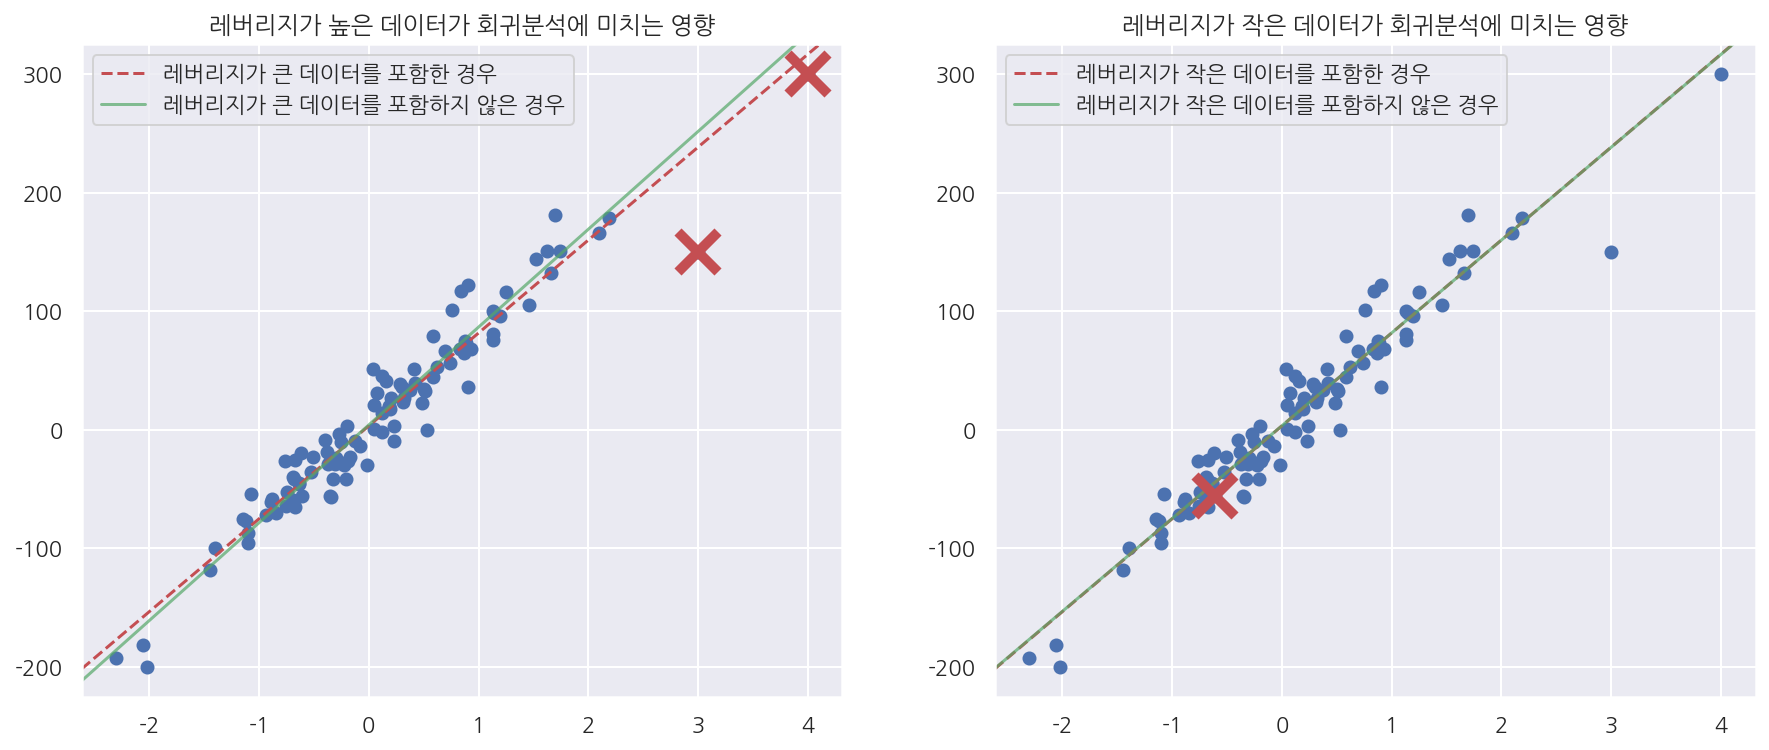 레버리지가 높은 데이터가 회귀분석에 미치는 영향
레버리지가 큰 데이터를 포함한 경우
레버리지가 큰 데이터를 포함하지 않은 경우
300
200
100
0
-100
-200
-2 -1 0 1 2 3 4
레버리지가 작은 데이터가 회귀분석에 미치는 영향
레버리지가 작은 데이터를 포함한 경우
레버리지가 작은 데이터를 포함하지 않은 경우
300
200
100
0
-100
-200
-2 -1 0 1 2 3 4